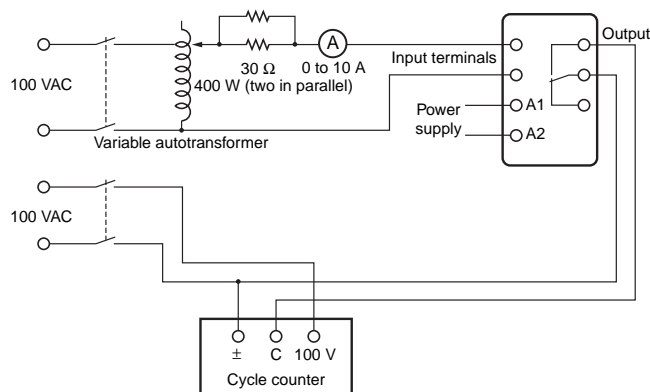 100 VAC
A
30 Ω
400 W (two in parallel)
0 to 10 A
Variable autotransformer
Input terminals
Output
Power
supply
A1
A2
100 VAC
± C 100 V
Cycle counter